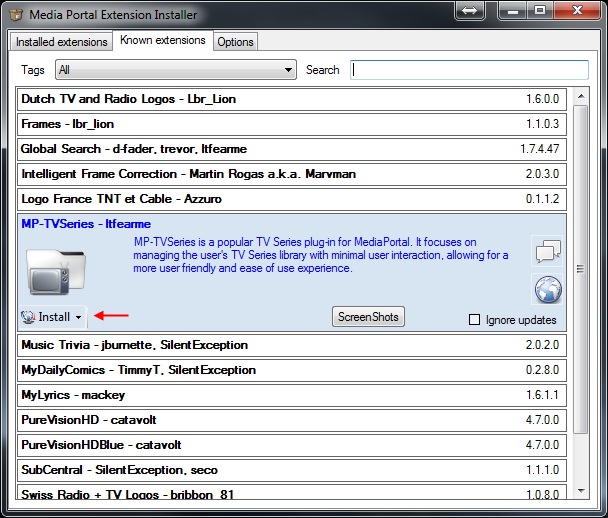 Media Portal Extension Installer
Installed extensions Known extensions Options
Tags All Search
Dutch TV and Radio Logos - Lbr_Lion 1.6.0.0
Frames - lbr_lion 1.1.0.3
Global Search - d-fader, trevor, ltfearme 1.7.4.47
Intelligent Frame Correction - Martin Rogas a.k.a. Marvman 2.0.3.0
Logo France TNT et Cable - Azzuro 0.1.1.2
MP-TVSeries - ltfearme
MP-TVSeries is a popular TV Series plug-in for MediaPortal. It focuses on
managing the user's TV Series library with minimal user interaction, allowing for
a more user friendly and ease of use experience.
Install ScreenShots Ignore updates
Music Trivia - jburnette, SilentException 2.0.2.0
MyDailyComics - TimmyT, SilentException 0.2.8.0
MyLyrics - mackey 1.6.1.1
PureVisionHD - catavolt 4.7.0.0
PureVisionHDBlue - catavolt 4.7.0.0
SubCentral - SilentException, seco 1.1.1.0
Swiss Radio + TV Logos - bribbon_81 1.0.8.0